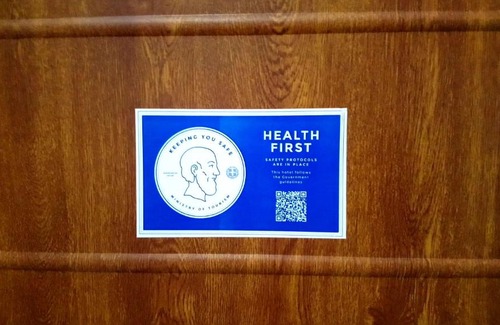 KEEPING YOU SAFE
MINISTRY OF TOURISM
HEALTH
FIRST
SAFETY PROTOCOLS
ARE IN PLACE
This hotel follows
the Government
guidelines